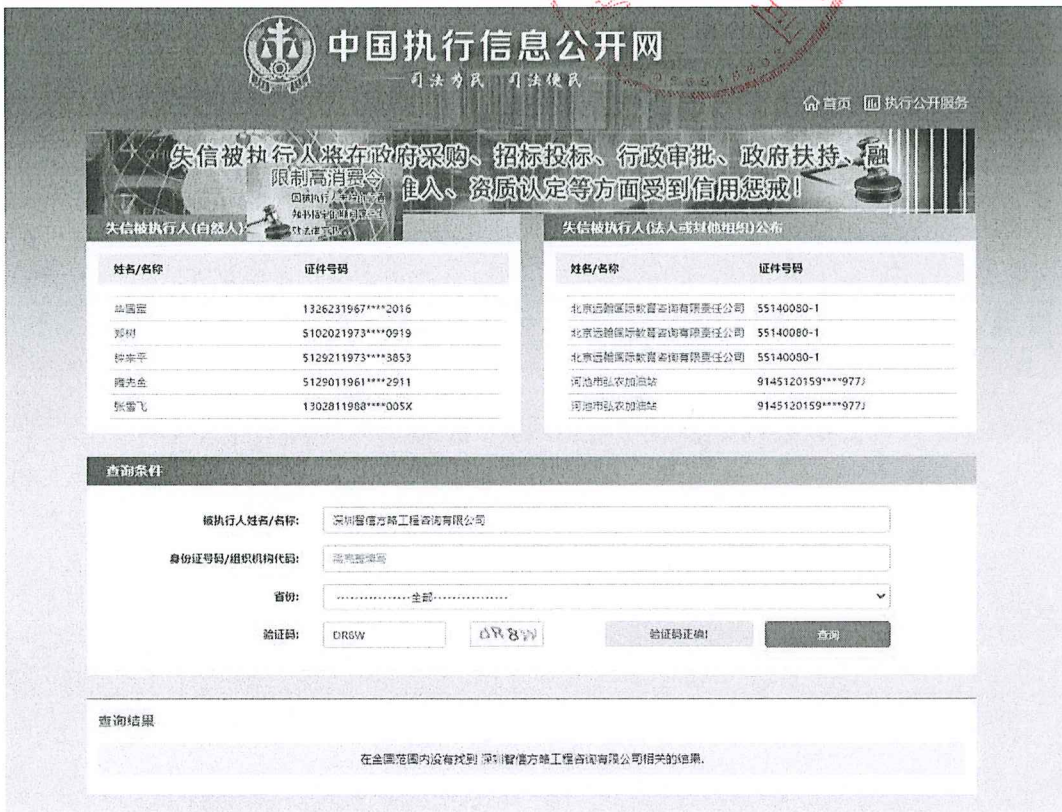 中国执行信息公开网
司法为民 司法便民
首页 执行公开服务
失信被执行人将在政府采购、招标投标、行政审批、政府扶持、融
限制高消费令
准入、资质认定等方面受到信用惩戒!
失信被执行人(自然人)
失信被执行人(法人或其他组织)公布
姓名/名称 证件号码
1326231967****2016
郑树 5102021973****0919
钟荣平 5129211973****3853
隆先金 5129011961****2911
张雪飞 1302811988****005X
姓名/名称 证件号码
北京远翰国际教育咨询有限责任公司 55140080-1
北京远翰国际教育咨询有限责任公司 55140080-1
北京远翰国际教育咨询有限责任公司 55140080-1
河池市弘农加油站 9145120159****977J
河池市弘农加油站 9145120159****977J
查询条件
被执行人姓名/名称: 深圳智信方略工程咨询有限公司
身份证号码/组织机构代码: 需完整填写
省份: ----------------全部----------------
验证码: DR8W DR8W 验证码正确! 查询
查询结果
在全国范围内没有找到 深圳智信方略工程咨询有限公司相关的结果.